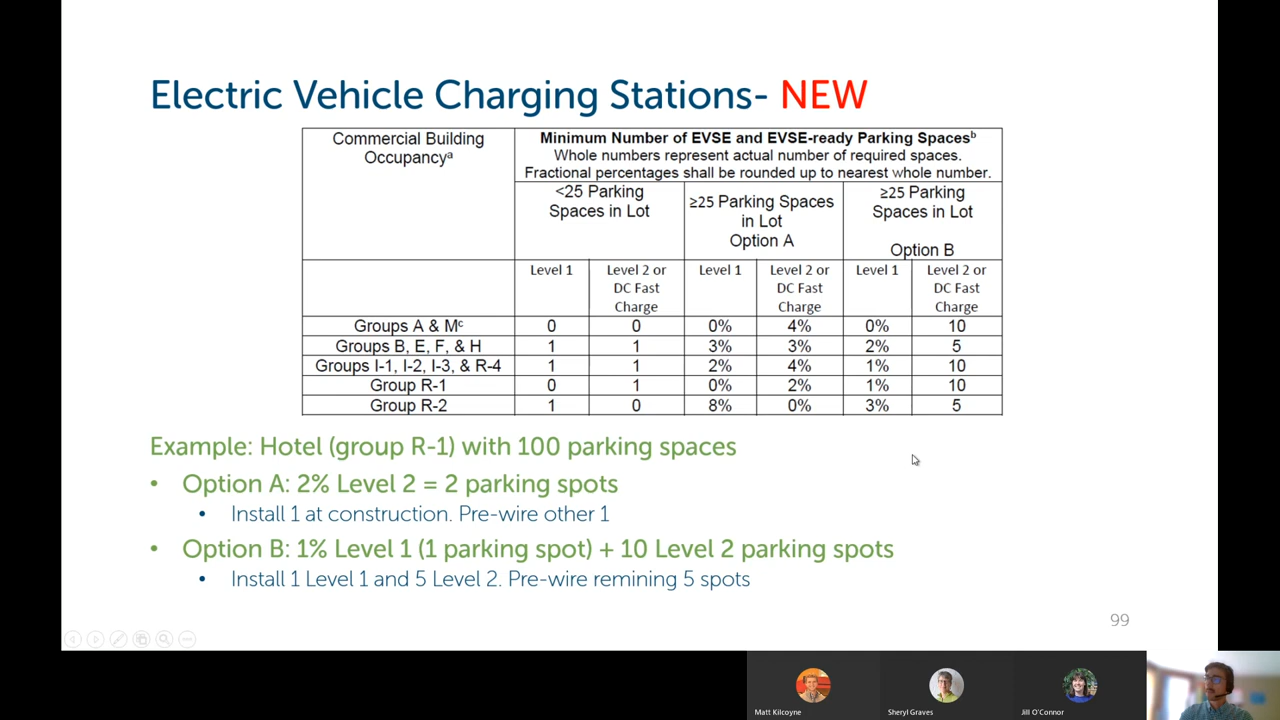 Electric Vehicle Charging Stations- NEW
Commercial Building Occupancyᵃ
Minimum Number of EVSE and EVSE-ready Parking Spacesᵇ
Whole numbers represent actual number of required spaces.
Fractional percentages shall be rounded up to nearest whole number.
<25 Parking Spaces in Lot
≥25 Parking Spaces in Lot Option A
≥25 Parking Spaces in Lot Option B
Level 1 Level 2 or DC Fast Charge Level 1 Level 2 or DC Fast Charge Level 1 Level 2 or DC Fast Charge
Groups A & Mᶜ 0 0 0% 4% 0% 10
Groups B, E, F, & H 1 1 3% 3% 2% 5
Groups I-1, I-2, I-3, & R-4 1 1 2% 4% 1% 10
Group R-1 0 1 0% 2% 1% 10
Group R-2 1 0 8% 0% 3% 5
Example: Hotel (group R-1) with 100 parking spaces
• Option A: 2% Level 2 = 2 parking spots
• Install 1 at construction. Pre-wire other 1
• Option B: 1% Level 1 (1 parking spot) + 10 Level 2 parking spots
• Install 1 Level 1 and 5 Level 2. Pre-wire remining 5 spots
99
Matt Kilcoyne
Sheryl Graves
Jill O'Connor